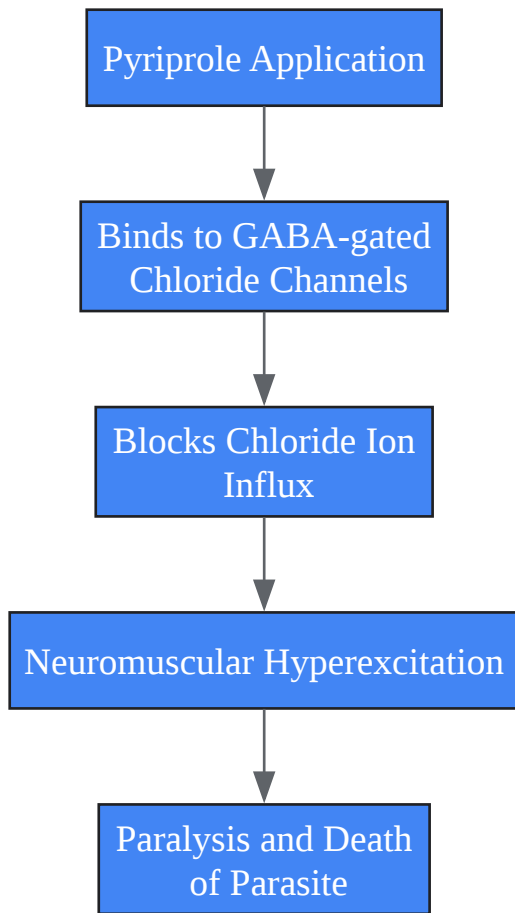 Pyriprole Application
Binds to GABA-gated
Chloride Channels
Blocks Chloride Ion
Influx
Neuromuscular Hyperexcitation
Paralysis and Death
of Parasite